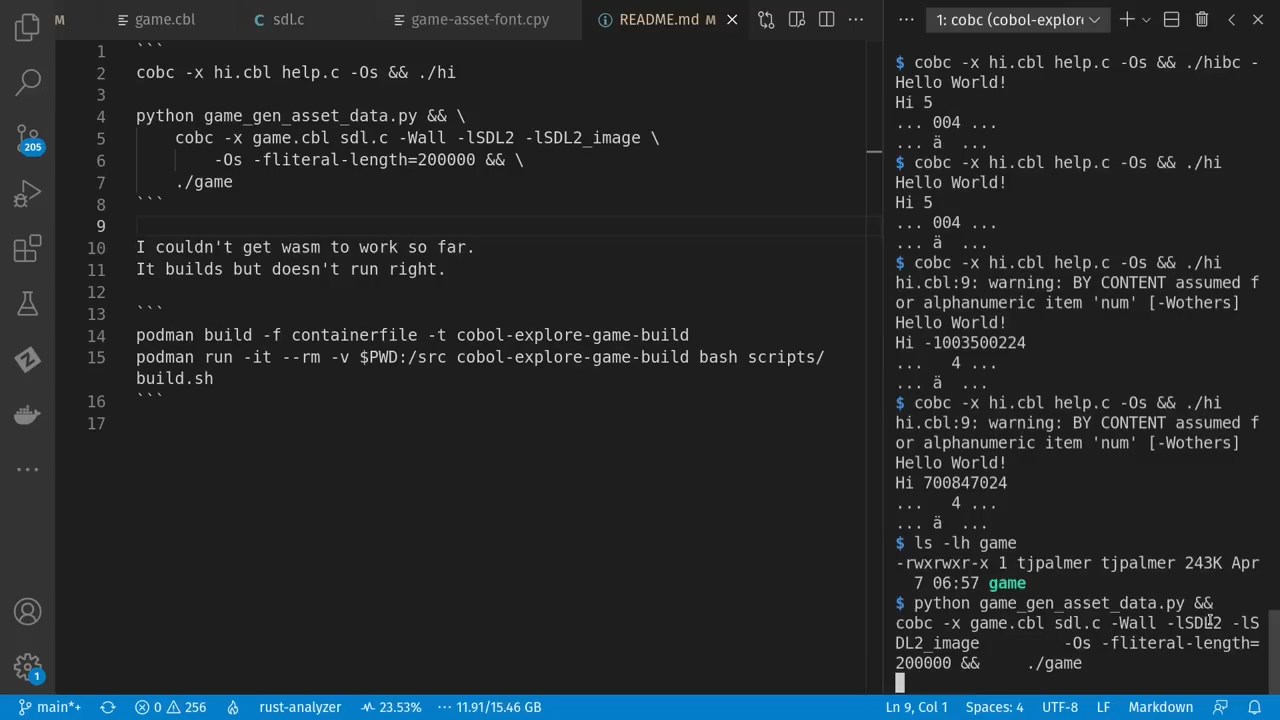 M
game.cbl
C sdl.c
game-asset-font.cpy
README.md M
1: cobc (cobol-explore
1 ```
2 cobc -x hi.cbl help.c -Os && ./hi
3
4 python game_gen_asset_data.py && \
5 cobc -x game.cbl sdl.c -Wall -lSDL2 -lSDL2_image \
6 -Os -fliteral-length=200000 && \
7 ./game
8 ```
9
10 I couldn't get wasm to work so far.
11 It builds but doesn't run right.
12
13 ```
14 podman build -f containerfile -t cobol-explore-game-build
15 podman run -it --rm -v $PWD:/src cobol-explore-game-build bash scripts/
build.sh
16 ```
17
$ cobc -x hi.cbl help.c -Os && ./hibc -
Hello World!
Hi 5
... 004 ...
... ä ...
$ cobc -x hi.cbl help.c -Os && ./hi
Hello World!
Hi 5
... 004 ...
... ä ...
$ cobc -x hi.cbl help.c -Os && ./hi
hi.cbl:9: warning: BY CONTENT assumed f
or alphanumeric item 'num' [-Wothers]
Hello World!
Hi -1003500224
... 4 ...
... ä ...
$ cobc -x hi.cbl help.c -Os && ./hi
hi.cbl:9: warning: BY CONTENT assumed f
or alphanumeric item 'num' [-Wothers]
Hello World!
Hi 700847024
... 4 ...
... ä ...
$ ls -lh game
-rwxrwxr-x 1 tjpalmer tjpalmer 243K Apr
7 06:57 game
$ python game_gen_asset_data.py &&
cobc -x game.cbl sdl.c -Wall -lSDL2 -lS
DL2_image -Os -fliteral-length=
200000 && ./game
205
1
main*+
0
256
rust-analyzer
23.53%
11.91/15.46 GB
Ln 9, Col 1
Spaces: 4
UTF-8
LF
Markdown